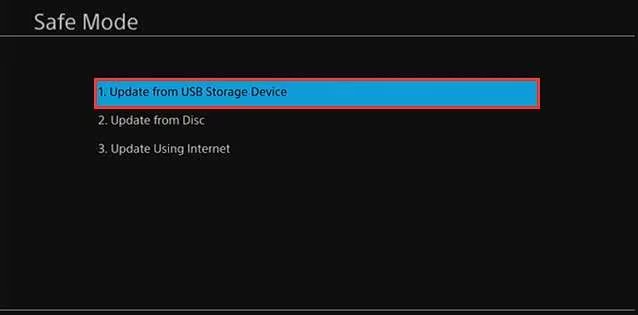 Safe Mode
1. Update from USB Storage Device
2. Update from Disc
3. Update Using Internet